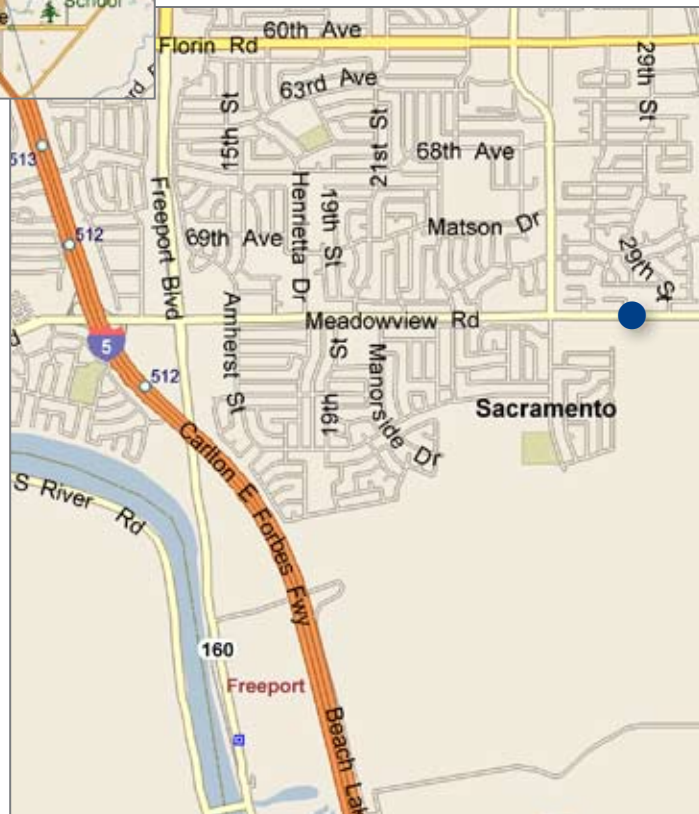 School
60th Ave
Florin Rd
29th St
63rd Ave
15th St
21st St
68th Ave
513
Henrietta Dr
19th St
Freeport Blvd
Matson Dr
512
69th Ave
29th St
Amherst St
Meadowview Rd
5
19th St
Manorside Dr
512
Sacramento
Carlton E Forbes Fwy
S River Rd
160
Freeport
Beach